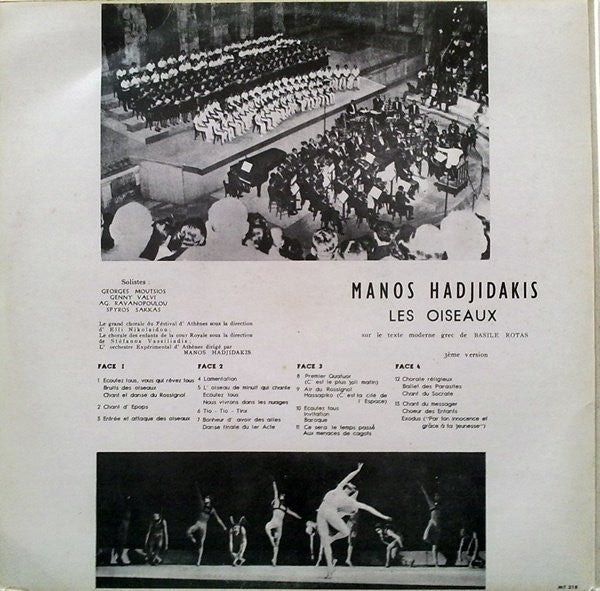 Solistes :
GEORGES MOUTSIOS
GENNY VALVI
AG. RAVANOPOULOU
SPYROS SAKKAS
Le grand chorale du Féstival d' Athènes sous la direction
d' Elli Nikolaidou;
Le chorale des enfants de la cour Royale sous la direction
de Stéfanos Vassiliadis;
L' orchestre Expérimental d' Athènes dirigé par
MANOS HADJIDAKIS
MANOS HADJIDAKIS
LES OISEAUX
sur le texte moderne grec de BASILE ROTAS
3ème version
FACE 1
1 Ecoutez tous, vous qui rêvez tous
Bruits des oiseaux
Chant et danse du Rossignol
2 Chant d' Epops
3 Entrée et attaque des oiseaux
FACE 2
4 Lamentation
5 L' oiseau de minuit qui chante
Ecoutez tous
Nous vivrons dans les nuages
6 Tio - Tio - Tinx
7 Bonheur d' avoir des ailes
Danse finale du 1er Acte
FACE 3
8 Premier Quatuor
(C' est le plus joli matin)
9 Air du Rossignol
Hassapiko (C' est la cité de
l' Espace)
10 Ecoutez tous
Invitation
Baroque
11 Ce sera le temps passé
Aux menaces de cagots
FACE 4
12 Chorale réligieux
Ballet des Parasites
Chant du Socrate
13 Chant du messager
Choeur des Enfants
Exodus ("Par ton innocence et
grâce à ta jeunesse")